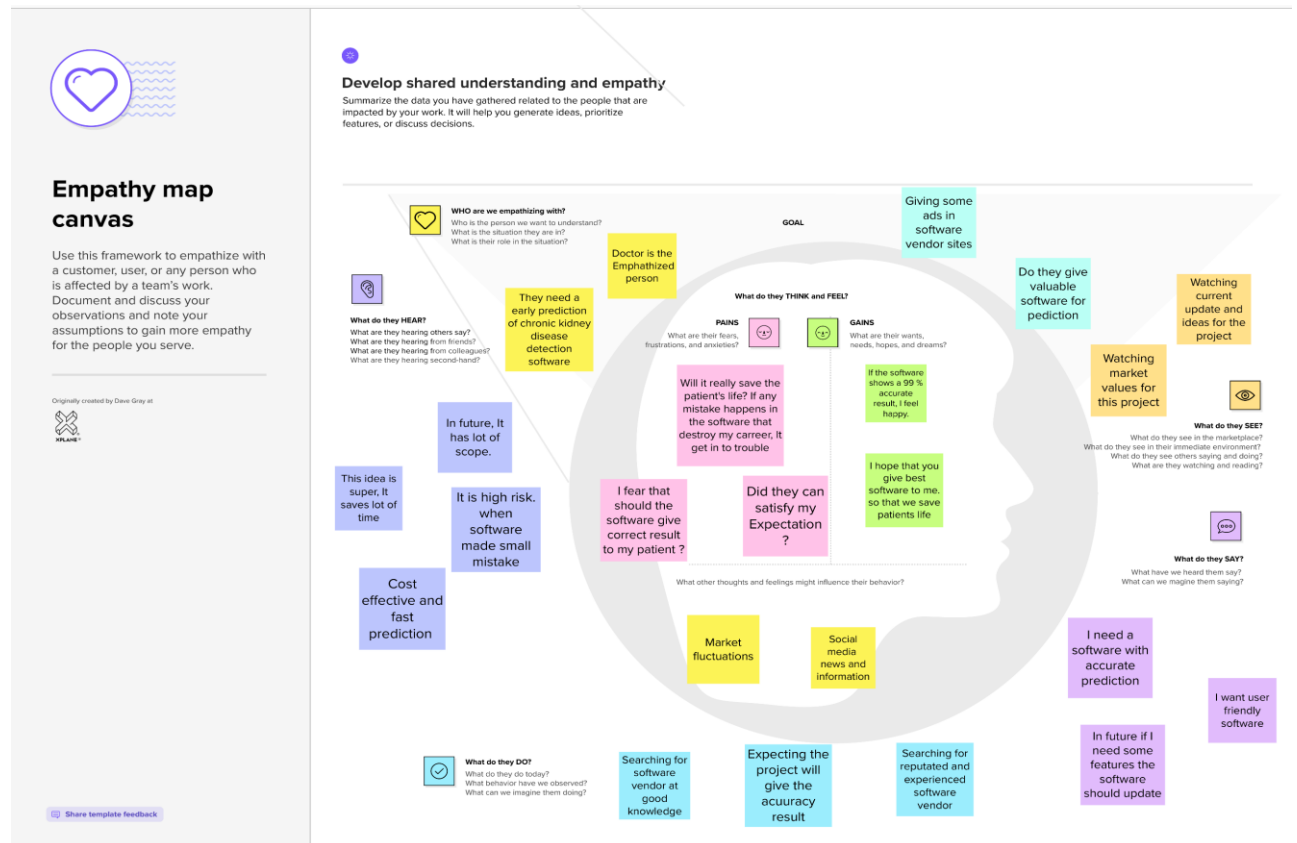 Empathy map
canvas
Use this framework to empathize with
a customer, user, or any person who
is affected by a team's work.
Document and discuss your
observations and note your
assumptions to gain more empathy
for the people you serve.
Originally created by Dave Gray at
XPLANE
Share template feedback
Develop shared understanding and empathy
Summarize the data you have gathered related to the people that are
impacted by your work. It will help you generate ideas, prioritize
features, or discuss decisions.
WHO are we empathizing with?
Who is the person we want to understand?
What is the situation they are in?
What is their role in the situation?
Doctor is the
Emphathized
person
They need a
early prediction
of chronic kidney
disease
detection
software
GOAL
Giving some
ads in
software
vendor sites
Do they give
valuable
software for
pediction
Watching
current
update and
ideas for the
project
Watching
market
values for
this project
What do they SEE?
What do they see in the marketplace?
What do they see in their immediate environment?
What do they see others saying and doing?
What are they watching and reading?
What do they HEAR?
What are they hearing others say?
What are they hearing from friends?
What are they hearing from colleagues?
What are they hearing second-hand?
In future, It
has lot of
scope.
This idea is
super, It
saves lot of
time
It is high risk.
when
software
made small
mistake
Cost
effective and
fast
prediction
What do they THINK and FEEL?
PAINS
What are their fears,
frustrations, and anxieties?
GAINS
What are their wants,
needs, hopes, and dreams?
Will it really save the
patient's life? If any
mistake happens in
the software that
destroy my carreer, It
get in to trouble
I fear that
should the
software give
correct result
to my patient ?
Did they can
satisfy my
Expectation
?
If the software
shows a 99 %
accurate
result, I feel
happy.
I hope that you
give best
software to me.
so that we save
patients life
What other thoughts and feelings might influence their behavior?
Market
fluctuations
Social
media
news and
information
What do they SAY?
What have we heard them say?
What can we magine them saying?
I need a
software with
accurate
prediction
I want user
friendly
software
In future if I
need some
features the
software
should update
What do they DO?
What do they do today?
What behavior have we observed?
What can we imagine them doing?
Searching for
software
vendor at
good
knowledge
Expecting the
project will
give the
acuuracy
result
Searching for
reputated and
experienced
software
vendor